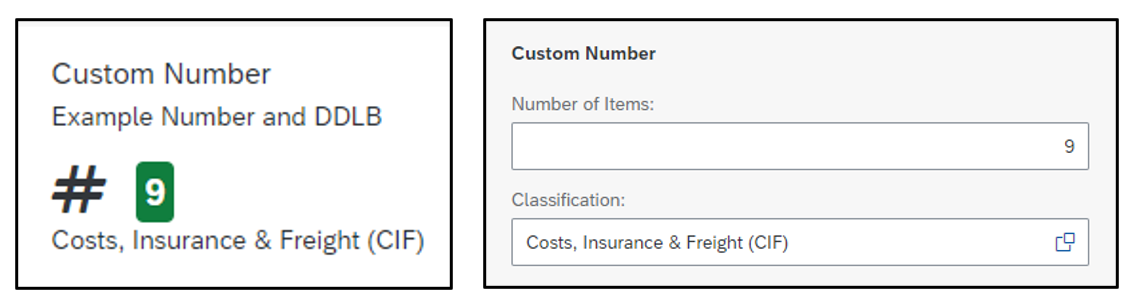 Custom Number
Example Number and DDLB
# 9
Costs, Insurance & Freight (CIF)
Custom Number
Number of Items:
9
Classification:
Costs, Insurance & Freight (CIF)